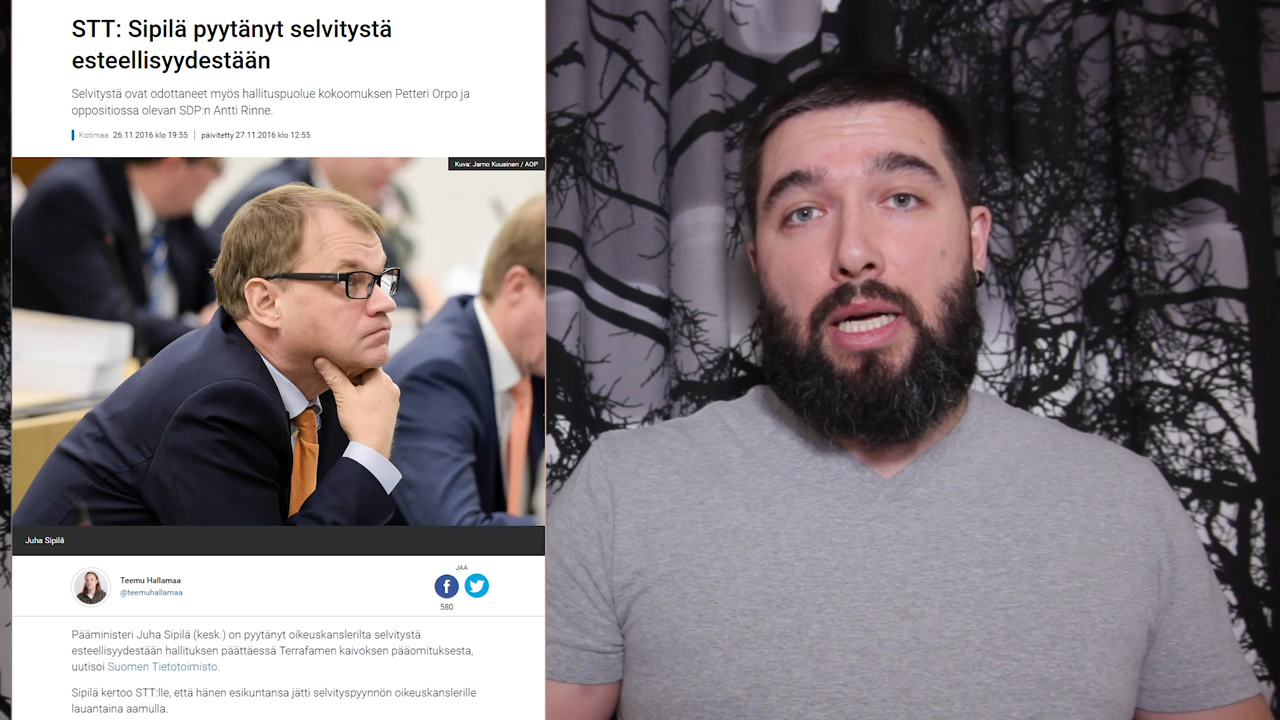 STT: Sipilä pyytänyt selvitystä
esteellisyydestään
Selvitystä ovat odottaneet myös hallituspuolue kokoomuksen Petteri Orpo ja
oppositiossa olevan SDP:n Antti Rinne.
Kotimaa 26.11.2016 klo 19:55 | päivitetty 27.11.2016 klo 12:55
Kuva: Jarno Kuusinen / AOP
Juha Sipilä
Teemu Hallamaa
@teemuhallamaa
JAA
580
Pääministeri Juha Sipilä (kesk.) on pyytänyt oikeuskanslerilta selvitystä
esteellisyydestään hallituksen päättäessä Terrafamen kaivoksen pääomituksesta,
uutisoi Suomen Tietotoimisto.
Sipilä kertoo STT:lle, että hänen esikuntansa jätti selvityspyynnön oikeuskanslerille
lauantaina aamulla.